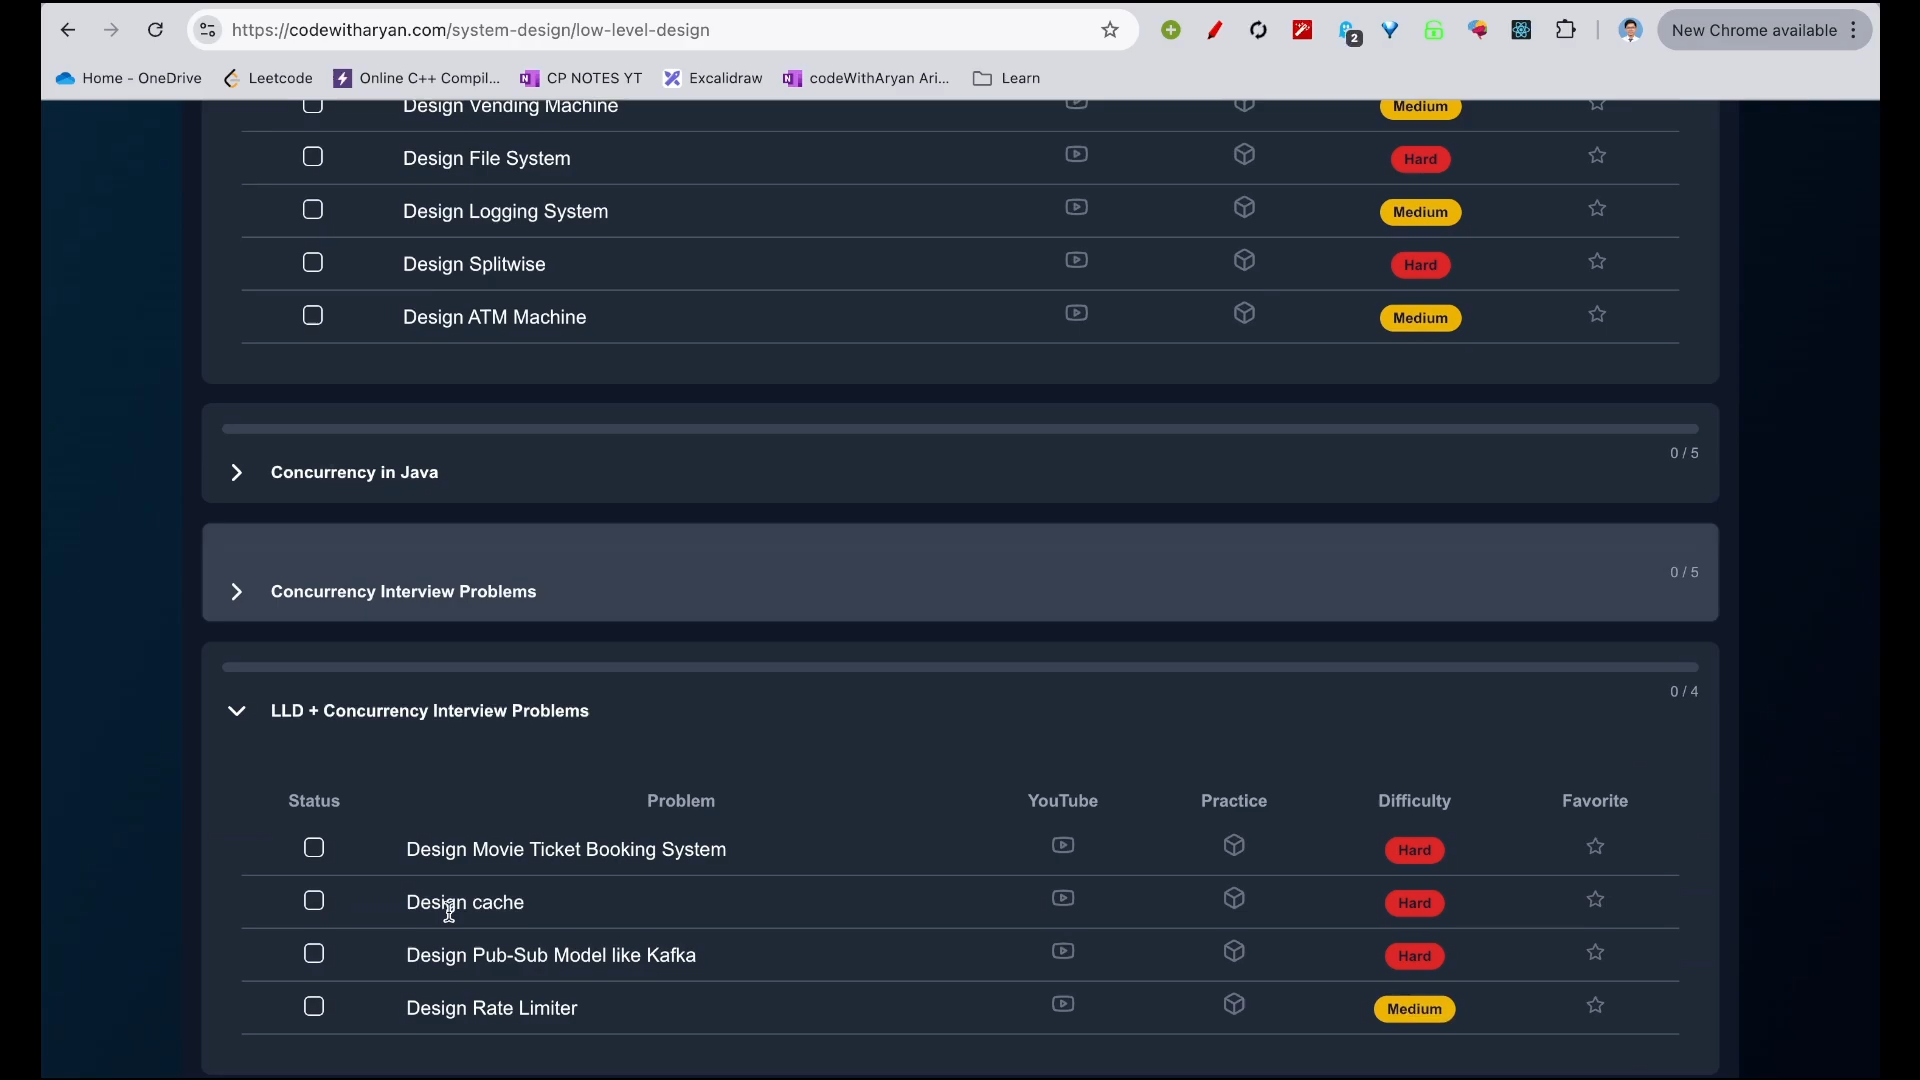 https://codewitharyan.com/system-design/low-level-design
2
New Chrome available
Home - OneDrive Leetcode Online C++ Compil... CP NOTES YT Excalidraw codeWithAryan Ari... Learn
Design Vending Machine Medium
Design File System Hard
Design Logging System Medium
Design Splitwise Hard
Design ATM Machine Medium
0 / 5
Concurrency in Java
0 / 5
Concurrency Interview Problems
0 / 4
LLD + Concurrency Interview Problems
Status Problem YouTube Practice Difficulty Favorite
Design Movie Ticket Booking System Hard
Design cache Hard
Design Pub-Sub Model like Kafka Hard
Design Rate Limiter Medium